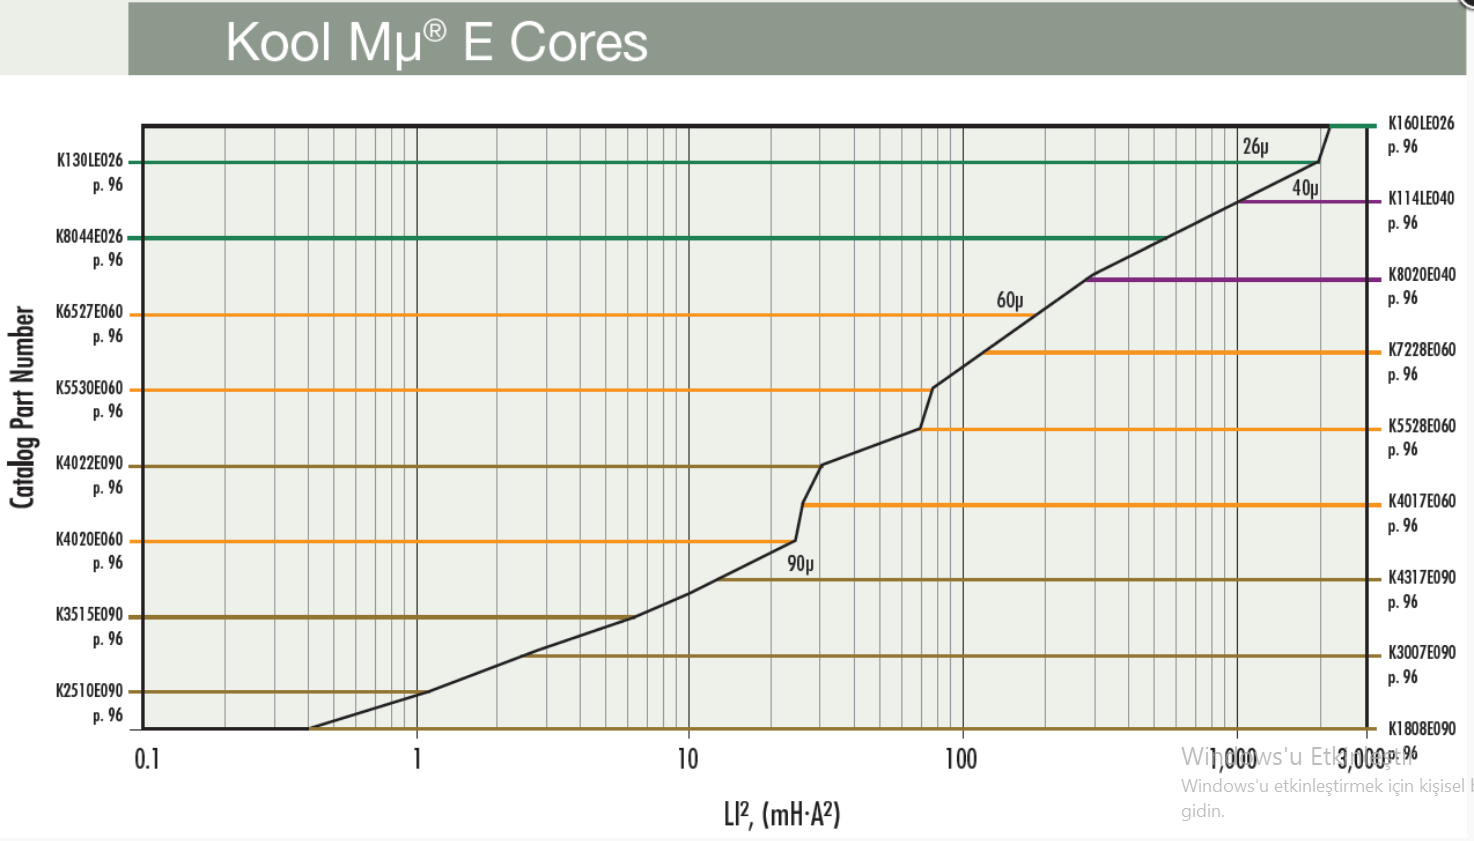 Kool Mµ® E Cores
K160LE026
p. 96
26µ
K130LE026
p. 96
40µ
K114LE040
p. 96
K8044E026
p. 96
K8020E040
p. 96
60µ
K6527E060
p. 96
K7228E060
p. 96
K5530E060
p. 96
K5528E060
p. 96
K4022E090
p. 96
K4017E060
p. 96
K4020E060
p. 96
90µ
K4317E090
p. 96
K3515E090
p. 96
K3007E090
p. 96
K2510E090
p. 96
K1808E090
p. 96
Catalog Part Number
0.1 1 10 100 1,000 3,000
LI², (mH·A²)
Windows'u Etkinleştir
Windows'u etkinleştirmek için kişisel
gidin.